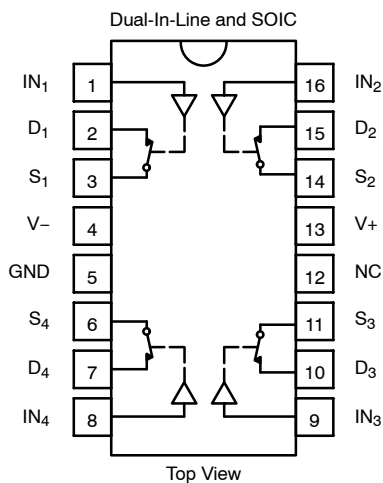 Dual-In-Line and SOIC
IN1 1 16 IN2
D1 2 15 D2
S1 3 14 S2
V− 4 13 V+
GND 5 12 NC
S4 6 11 S3
D4 7 10 D3
IN4 8 9 IN3
Top View